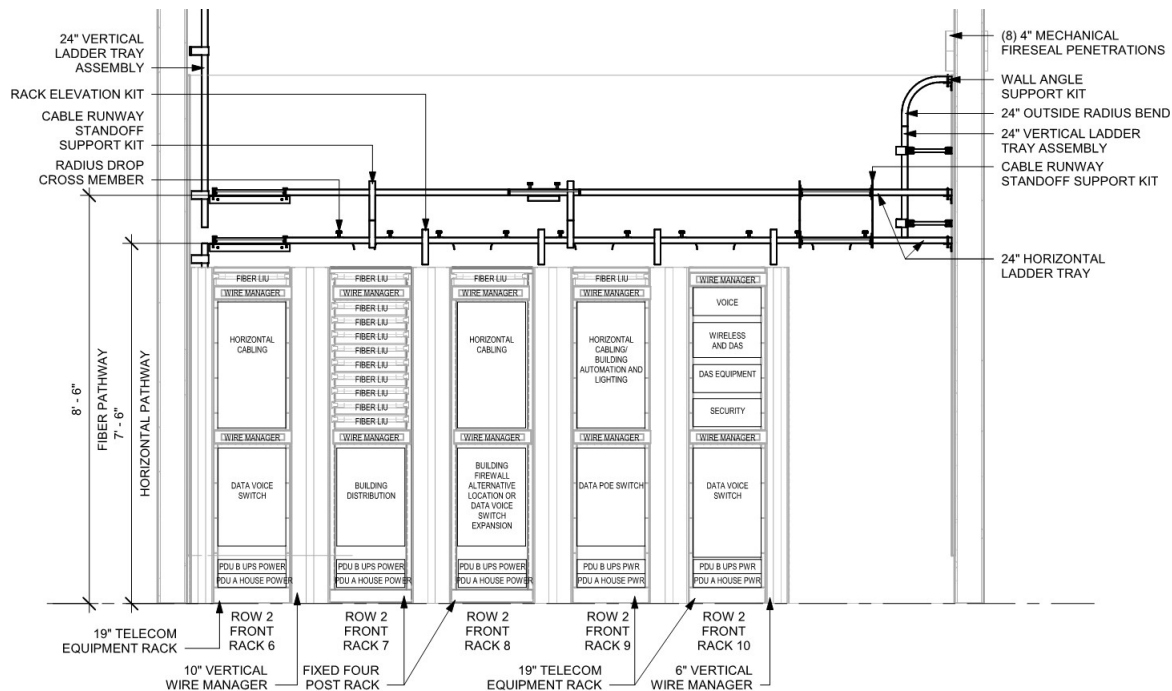 24" VERTICAL
LADDER TRAY
ASSEMBLY
RACK ELEVATION KIT
CABLE RUNWAY
STANDOFF
SUPPORT KIT
RADIUS DROP
CROSS MEMBER
(8) 4" MECHANICAL
FIRESEAL PENETRATIONS
WALL ANGLE
SUPPORT KIT
24" OUTSIDE RADIUS BEND
24" VERTICAL LADDER
TRAY ASSEMBLY
CABLE RUNWAY
STANDOFF SUPPORT KIT
24" HORIZONTAL
LADDER TRAY
8' - 6"
FIBER PATHWAY
7' - 6"
HORIZONTAL PATHWAY
FIBER LIU
WIRE MANAGER
HORIZONTAL
CABLING
WIRE MANAGER
DATA VOICE
SWITCH
PDU B UPS POWER
PDU A HOUSE POWER
FIBER LIU
WIRE MANAGER
FIBER LIU
FIBER LIU
FIBER LIU
FIBER LIU
FIBER LIU
FIBER LIU
FIBER LIU
FIBER LIU
FIBER LIU
WIRE MANAGER
BUILDING
DISTRIBUTION
PDU B UPS POWER
PDU A HOUSE POWER
FIBER LIU
WIRE MANAGER
HORIZONTAL
CABLING
WIRE MANAGER
BUILDING
FIREWALL
ALTERNATIVE
LOCATION OR
DATA VOICE
SWITCH
EXPANSION
PDU B UPS POWER
PDU A HOUSE POWER
FIBER LIU
WIRE MANAGER
HORIZONTAL
CABLING/
BUILDING
AUTOMATION AND
LIGHTING
WIRE MANAGER
DATA POE SWITCH
PDU B UPS PWR
PDU A HOUSE PWR
WIRE MANAGER
VOICE
WIRELESS
AND DAS
DAS EQUIPMENT
SECURITY
WIRE MANAGER
DATA VOICE
SWITCH
PDU B UPS PWR
PDU A HOUSE PWR
ROW 2
FRONT
RACK 6
ROW 2
FRONT
RACK 7
ROW 2
FRONT
RACK 8
ROW 2
FRONT
RACK 9
ROW 2
FRONT
RACK 10
19" TELECOM
EQUIPMENT RACK
10" VERTICAL
WIRE MANAGER
FIXED FOUR
POST RACK
19" TELECOM
EQUIPMENT RACK
6" VERTICAL
WIRE MANAGER